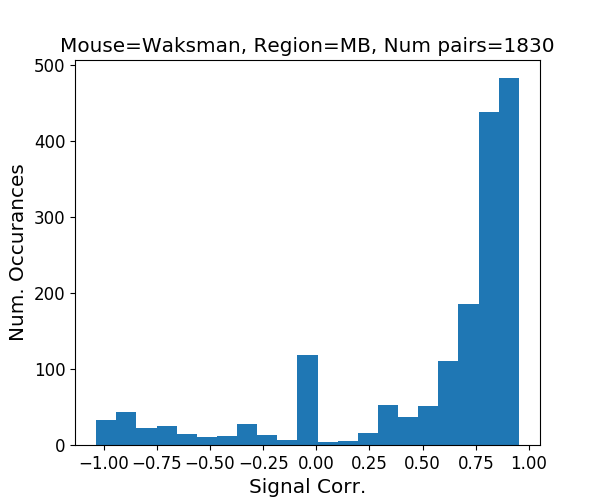 Mouse=Waksman, Region=MB, Num pairs=1830
500
400
300
200
100
0
Num. Occurances
−1.00 −0.75 −0.50 −0.25 0.00 0.25 0.50 0.75 1.00
Signal Corr.